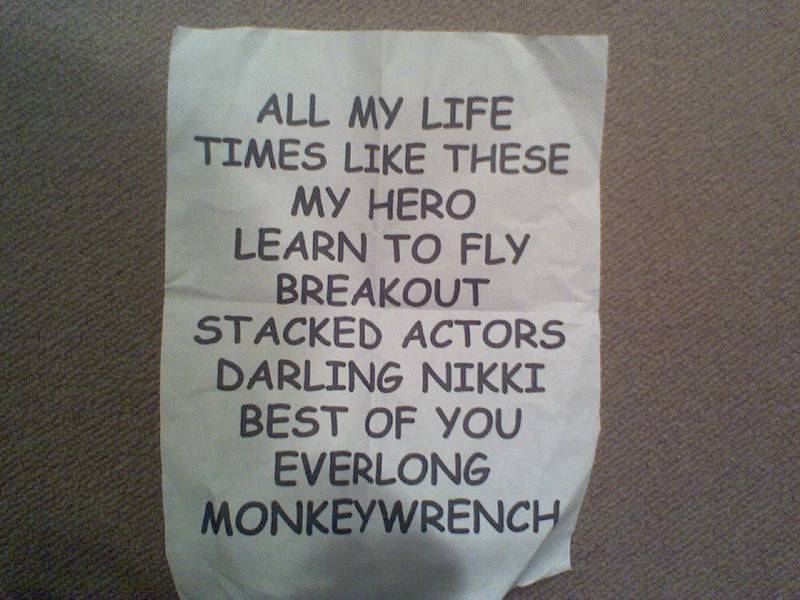 ALL MY LIFE
TIMES LIKE THESE
MY HERO
LEARN TO FLY
BREAKOUT
STACKED ACTORS
DARLING NIKKI
BEST OF YOU
EVERLONG
MONKEYWRENCH